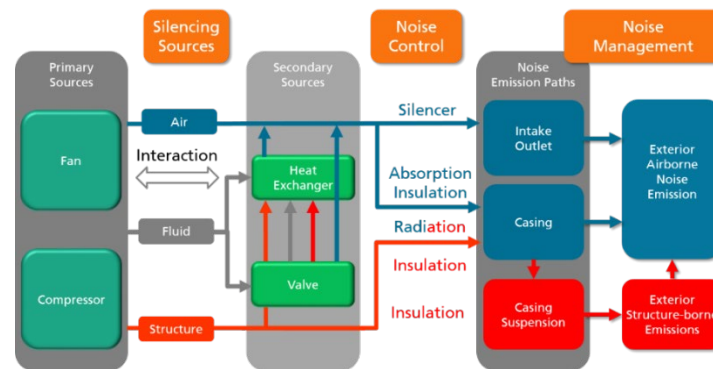 Silencing
Sources
Noise
Control
Noise
Management
Primary
Sources
Secondary
Sources
Noise
Emission Paths
Fan
Air
Interaction
Fluid
Compressor
Structure
Heat
Exchanger
Valve
Silencer
Absorption
Insulation
Radiation
Insulation
Insulation
Intake
Outlet
Casing
Casing
Suspension
Exterior
Airborne
Noise
Emission
Exterior
Structure-borne
Emissions